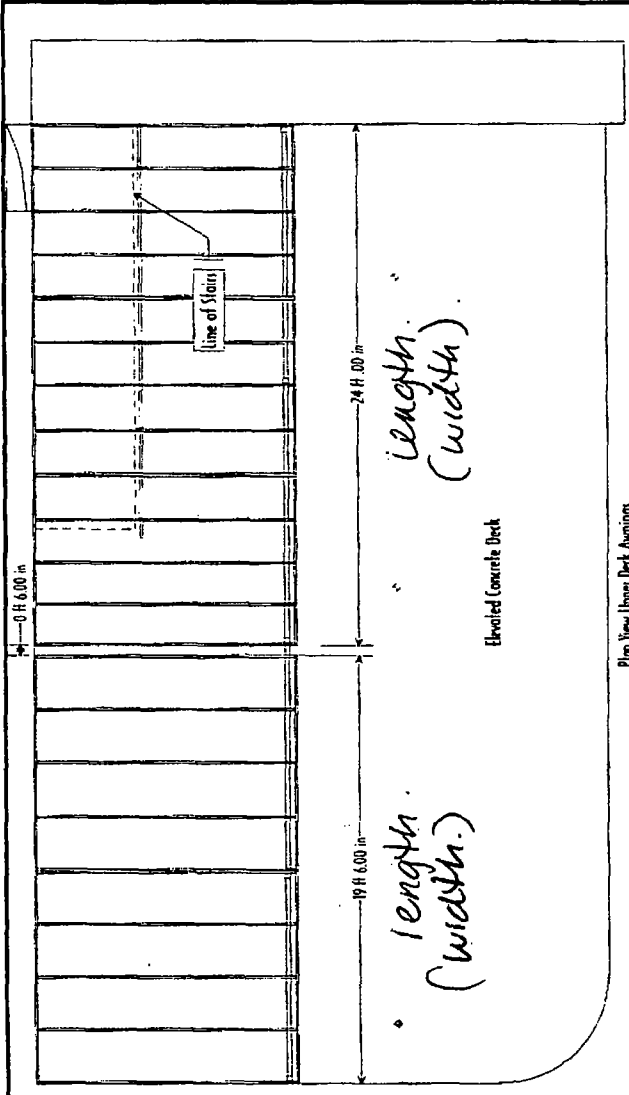 0 ft 6.00 in
Line of Stairs
24 ft .00 in
19 ft 6.00 in
" length. "
(width).
length.
(width.)
Elevated Concrete Deck
Plan View Upper Deck Awnings